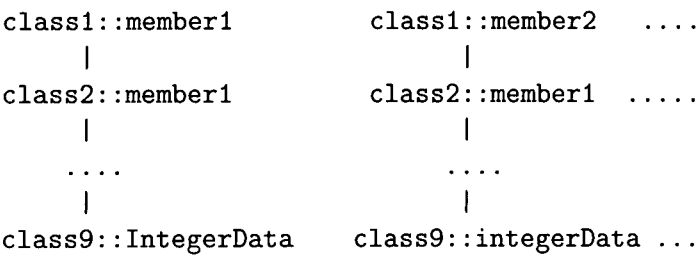 class1::member1 class1::member2 ....
| |
class2::member1 class2::member1 .....
| |
.... ....
| |
class9::IntegerData class9::integerData ...